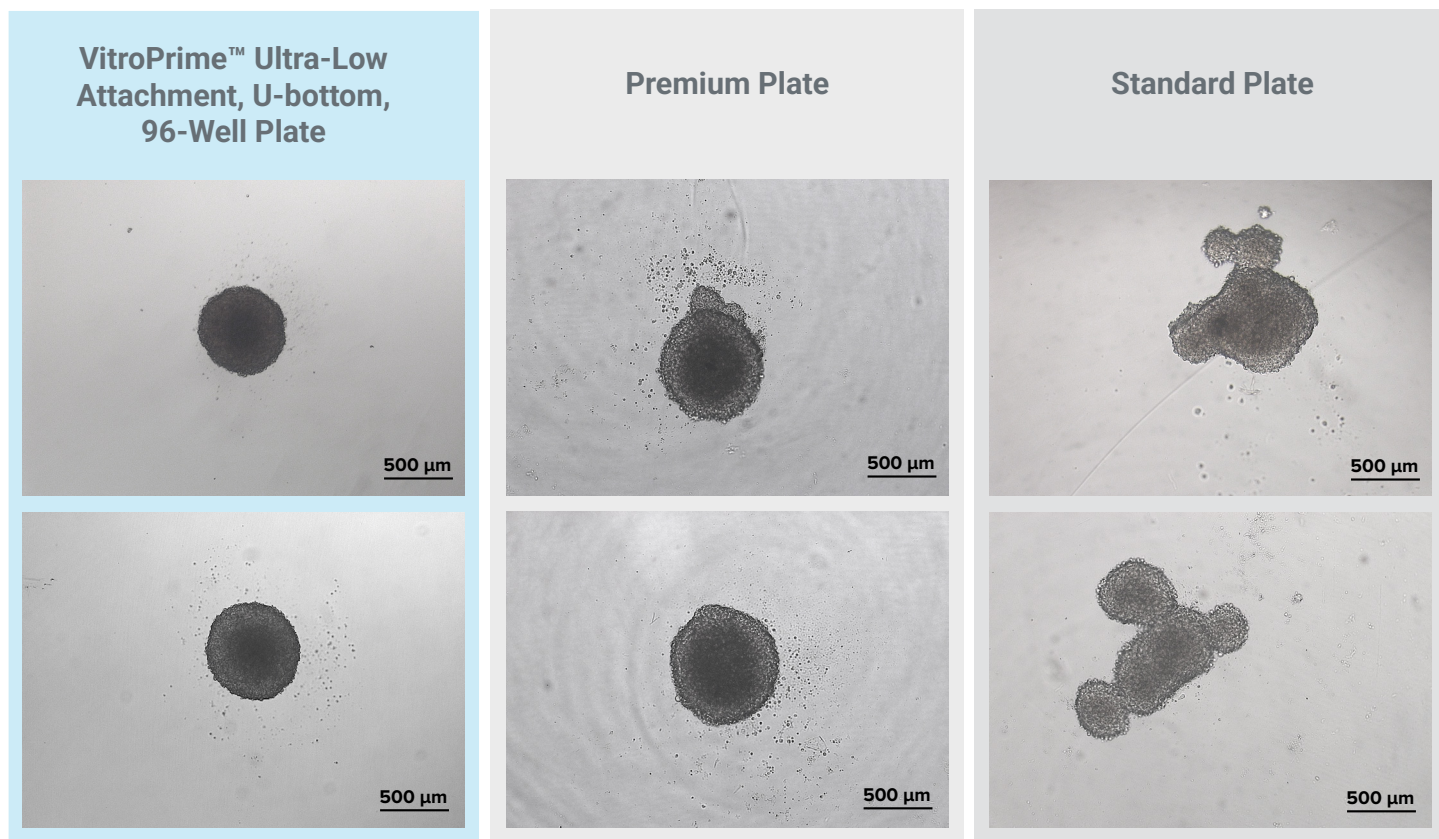 VitroPrime™ Ultra-Low
Attachment, U-bottom,
96-Well Plate
Premium Plate
Standard Plate
500 µm
500 µm
500 µm
500 µm
500 µm
500 µm